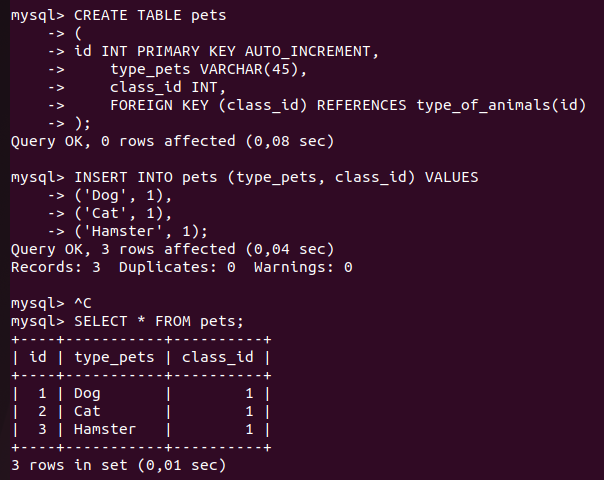 mysql> CREATE TABLE pets
    -> (
    -> id INT PRIMARY KEY AUTO_INCREMENT,
    ->     type_pets VARCHAR(45),
    ->     class_id INT,
    ->     FOREIGN KEY (class_id) REFERENCES type_of_animals(id)
    -> );
Query OK, 0 rows affected (0,08 sec)

mysql> INSERT INTO pets (type_pets, class_id) VALUES
    -> ('Dog', 1),
    -> ('Cat', 1),
    -> ('Hamster', 1);
Query OK, 3 rows affected (0,04 sec)
Records: 3  Duplicates: 0  Warnings: 0

mysql> ^C
mysql> SELECT * FROM pets;
+----+-----------+----------+
| id | type_pets | class_id |
+----+-----------+----------+
|  1 | Dog       |        1 |
|  2 | Cat       |        1 |
|  3 | Hamster   |        1 |
+----+-----------+----------+
3 rows in set (0,01 sec)